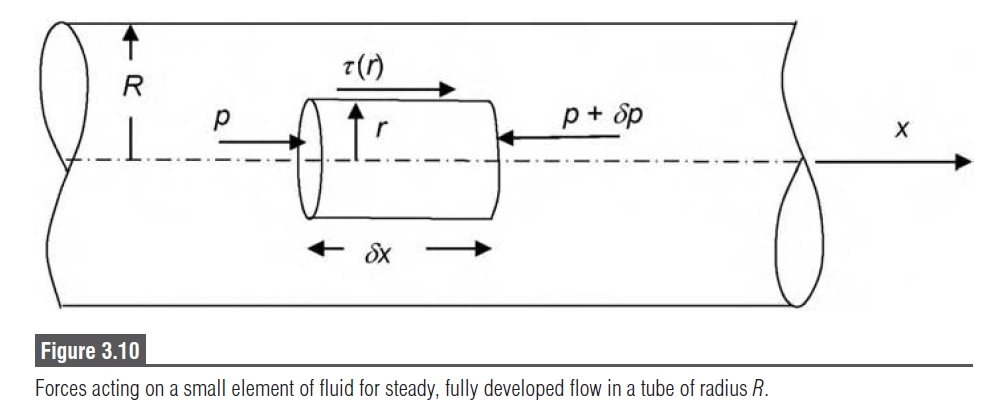 τ(r)
R
p
r
p + δp
x
δx
Figure 3.10
Forces acting on a small element of fluid for steady, fully developed flow in a tube of radius R.